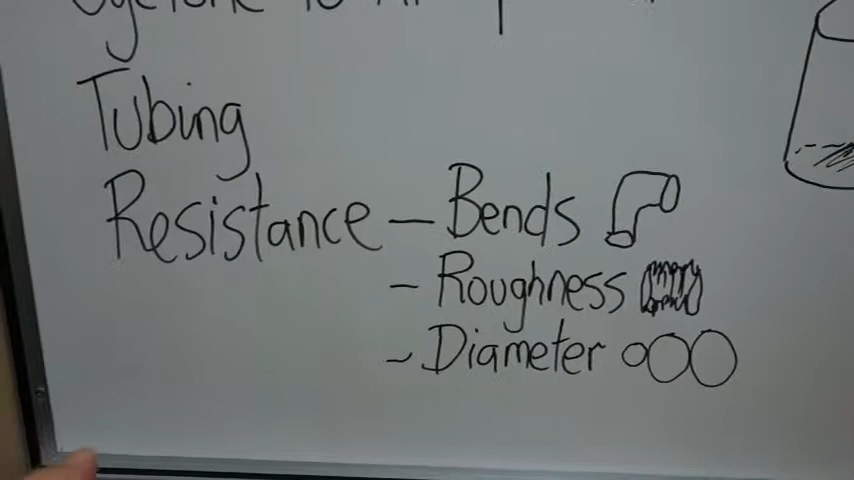 Tubing
Resistance - Bends
- Roughness
- Diameter